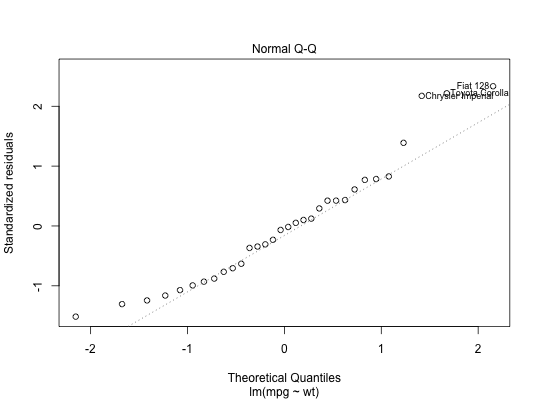 Normal Q-Q
Fiat 128
Toyota Corolla
Chrysler Imperial
Standardized residuals
2
1
0
-1
-2
-1
0
1
2
Theoretical Quantiles
lm(mpg ~ wt)